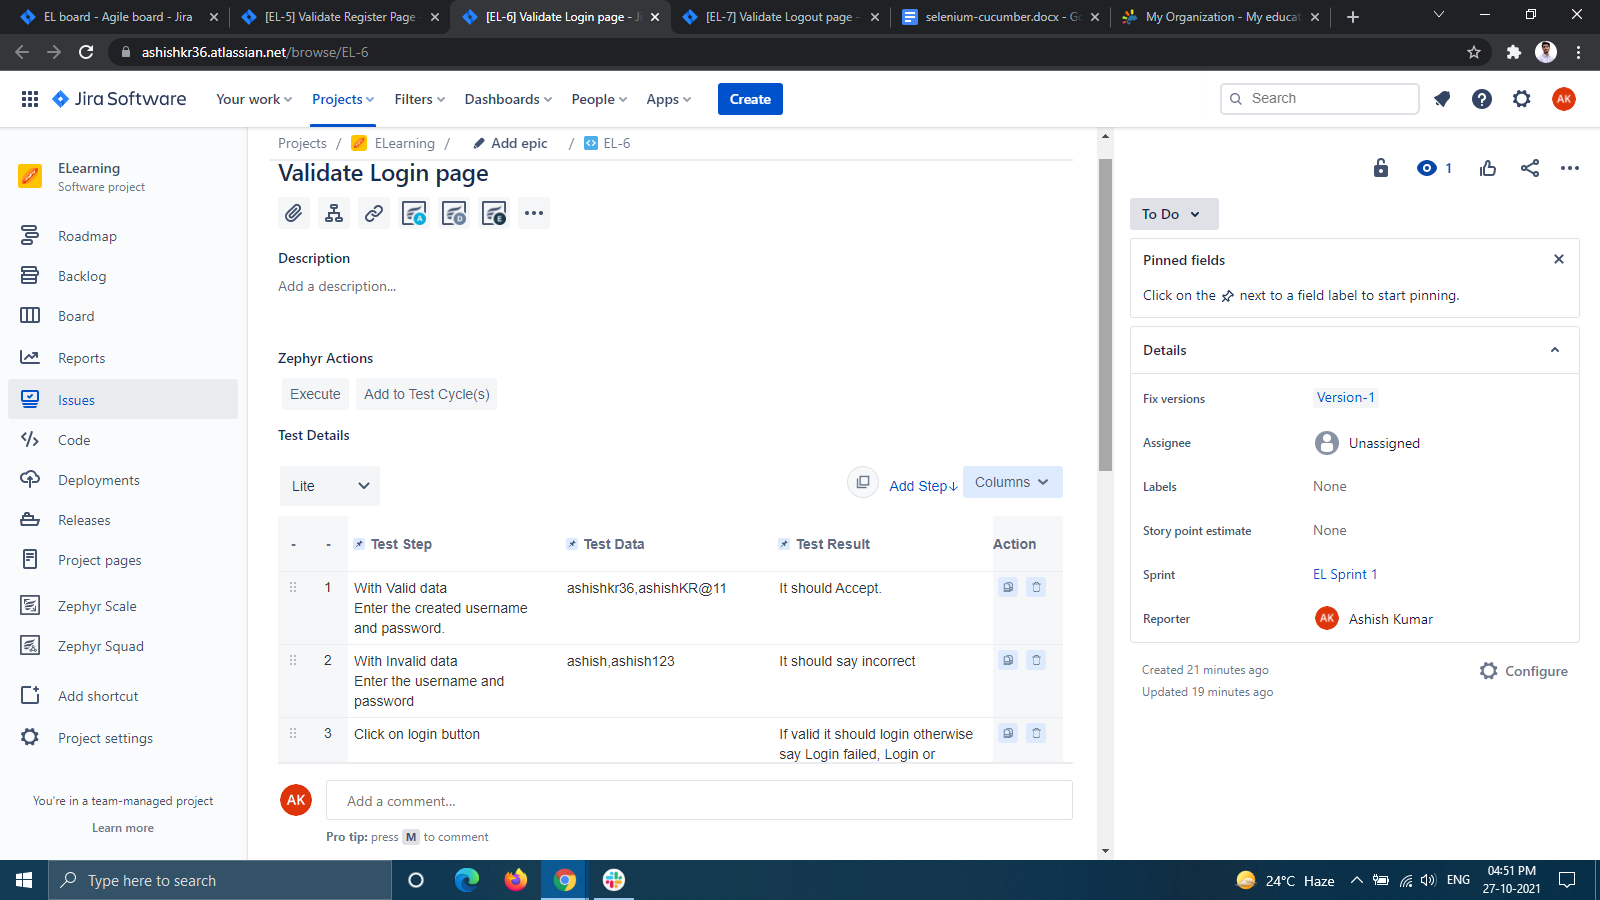 EL board - Agile board - Jira
[EL-5] Validate Register Page
[EL-6] Validate Login page - Ji
[EL-7] Validate Logout page -
selenium-cucumber.docx - Go
My Organization - My educat
ashishkr36.atlassian.net/browse/EL-6
Jira Software
Your work
Projects
Filters
Dashboards
People
Apps
Create
Search
AK
ELearning
Software project
Roadmap
Backlog
Board
Reports
Issues
Code
Deployments
Releases
Project pages
Zephyr Scale
Zephyr Squad
Add shortcut
Project settings
You're in a team-managed project
Learn more
Projects / ELearning / Add epic / EL-6
Validate Login page
A
D
E
Description
Add a description...
Zephyr Actions
Execute
Add to Test Cycle(s)
Test Details
Lite
Add Step↓
Columns
- - Test Step Test Data Test Result Action
1 With Valid data ashishkr36,ashishKR@11 It should Accept.
Enter the created username
and password.
2 With Invalid data ashish,ashish123 It should say incorrect
Enter the username and
password
3 Click on login button If valid it should login otherwise
say Login failed, Login or
AK Add a comment...
Pro tip: press M to comment
1
To Do
Pinned fields
Click on the next to a field label to start pinning.
Details
Fix versions Version-1
Assignee Unassigned
Labels None
Story point estimate None
Sprint EL Sprint 1
Reporter AK Ashish Kumar
Created 21 minutes ago
Updated 19 minutes ago
Configure
Type here to search
24°C Haze
ENG
04:51 PM
27-10-2021